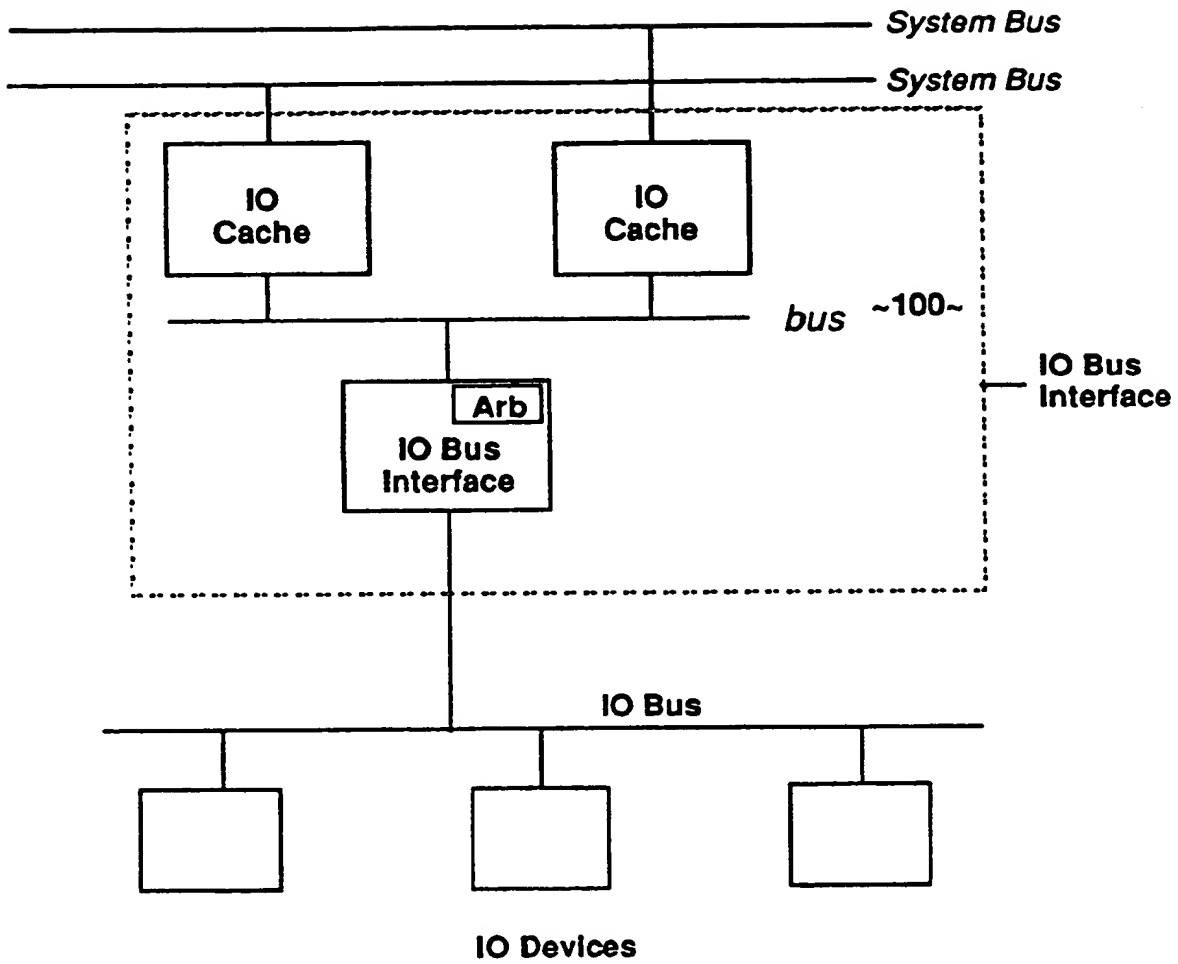 System Bus
System Bus
IO
Cache
IO
Cache
bus ~100~
IO Bus
Interface
Arb
IO Bus
Interface
IO Bus
IO Devices